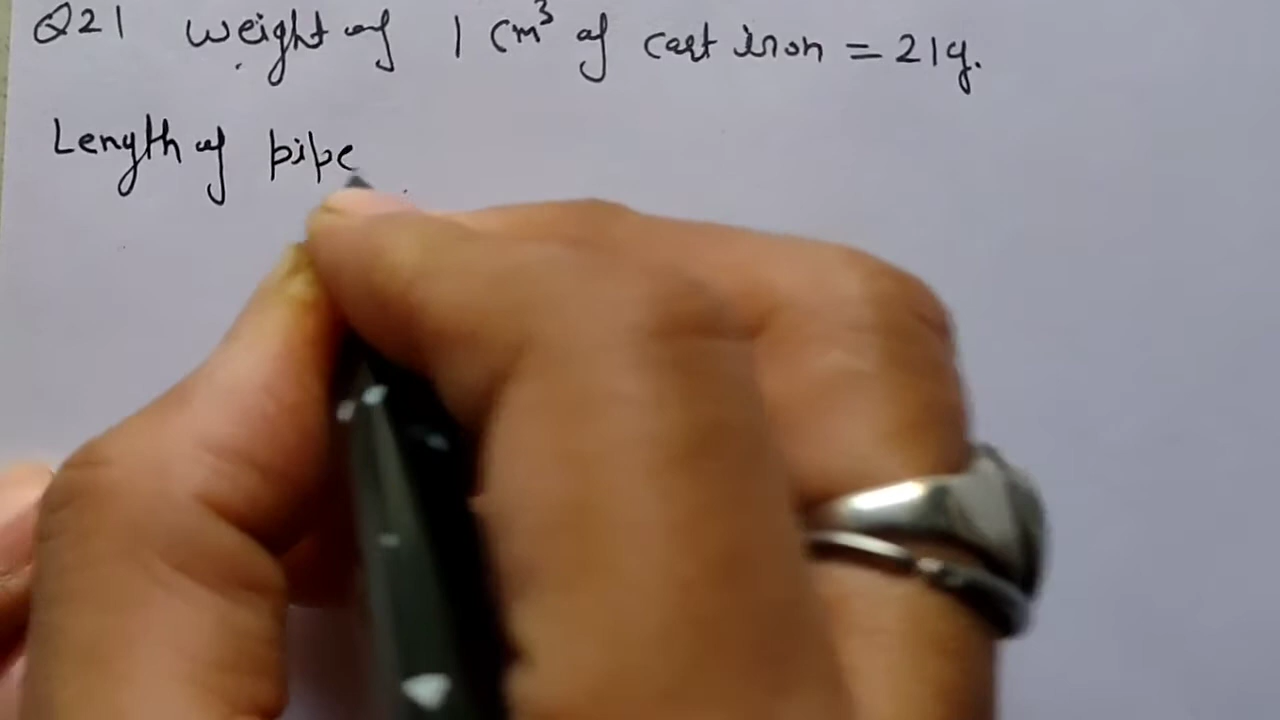 Q21 Weight of 1 cm³ of cast iron = 21g.
Length of pipe